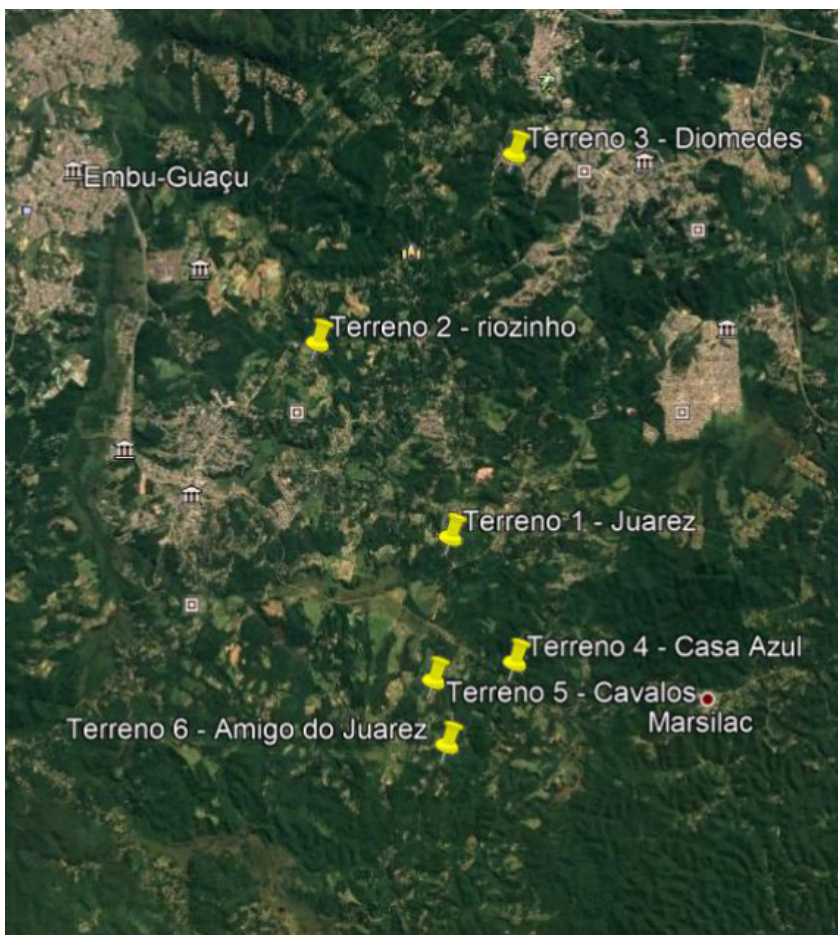 Terreno 3 - Diomedes
Embu-Guaçu
Terreno 2 - riozinho
Terreno 1 - Juarez
Terreno 4 - Casa Azul
Terreno 5 - Cavalos
Marsilac
Terreno 6 - Amigo do Juarez